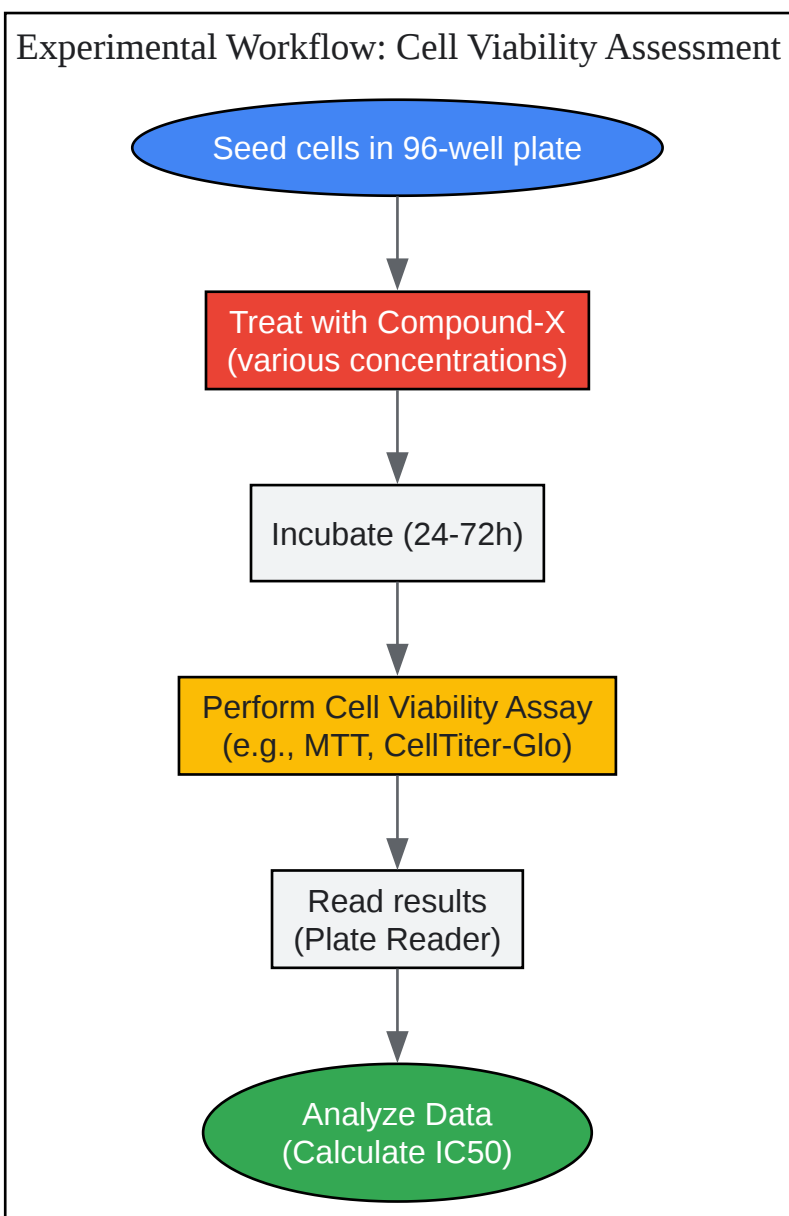 Experimental Workflow: Cell Viability Assessment
Seed cells in 96-well plate
Treat with Compound-X
(various concentrations)
Incubate (24-72h)
Perform Cell Viability Assay
(e.g., MTT, CellTiter-Glo)
Read results
(Plate Reader)
Analyze Data
(Calculate IC50)